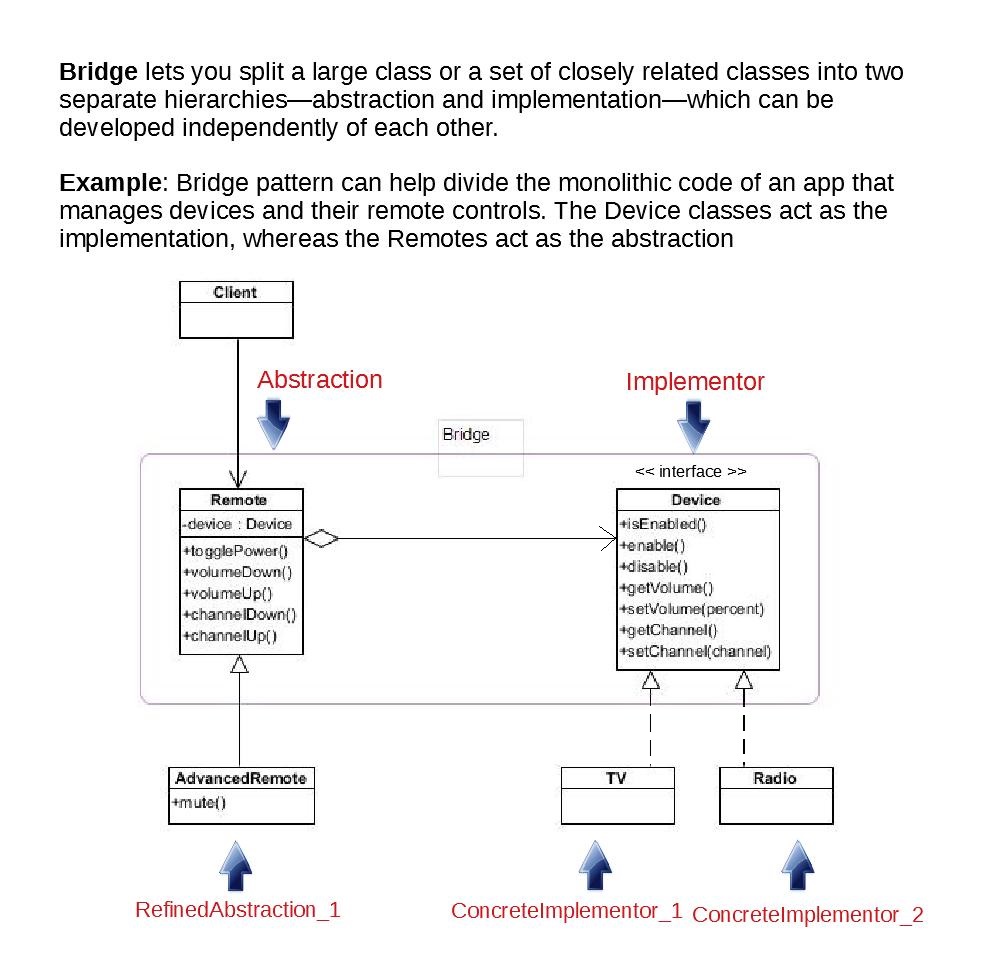 Bridge lets you split a large class or a set of closely related classes into two
separate hierarchies—abstraction and implementation—which can be
developed independently of each other.
Example: Bridge pattern can help divide the monolithic code of an app that
manages devices and their remote controls. The Device classes act as the
implementation, whereas the Remotes act as the abstraction
Client
Abstraction
Implementor
Bridge
<< interface >>
Remote
-device : Device
+togglePower()
+volumeDown()
+volumeUp()
+channelDown()
+channelUp()
Device
+isEnabled()
+enable()
+disable()
+getVolume()
+setVolume(percent)
+getChannel()
+setChannel(channel)
AdvancedRemote
+mute()
TV
Radio
RefinedAbstraction_1
ConcreteImplementor_1
ConcreteImplementor_2